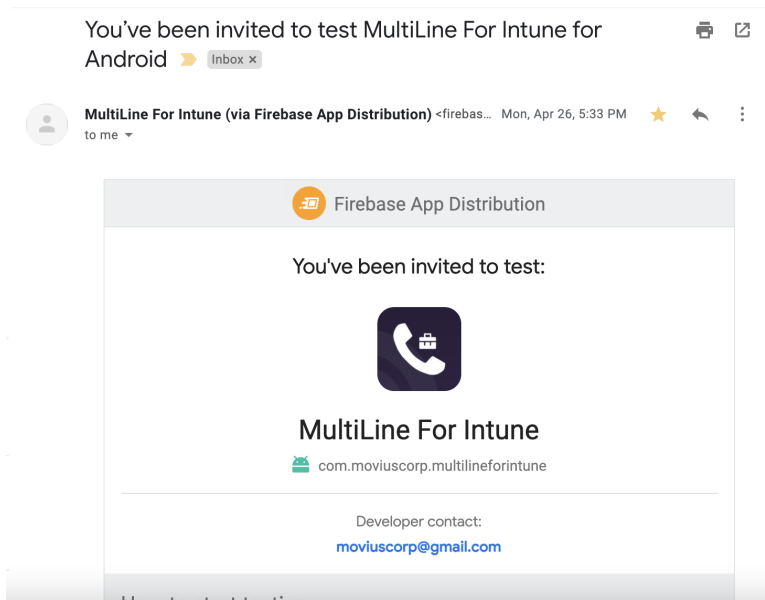 You've been invited to test MultiLine For Intune for
Android Inbox ×
MultiLine For Intune (via Firebase App Distribution) <firebas... Mon, Apr 26, 5:33 PM
to me
Firebase App Distribution
You've been invited to test:
MultiLine For Intune
com.moviuscorp.multilineforintune
Developer contact:
moviuscorp@gmail.com